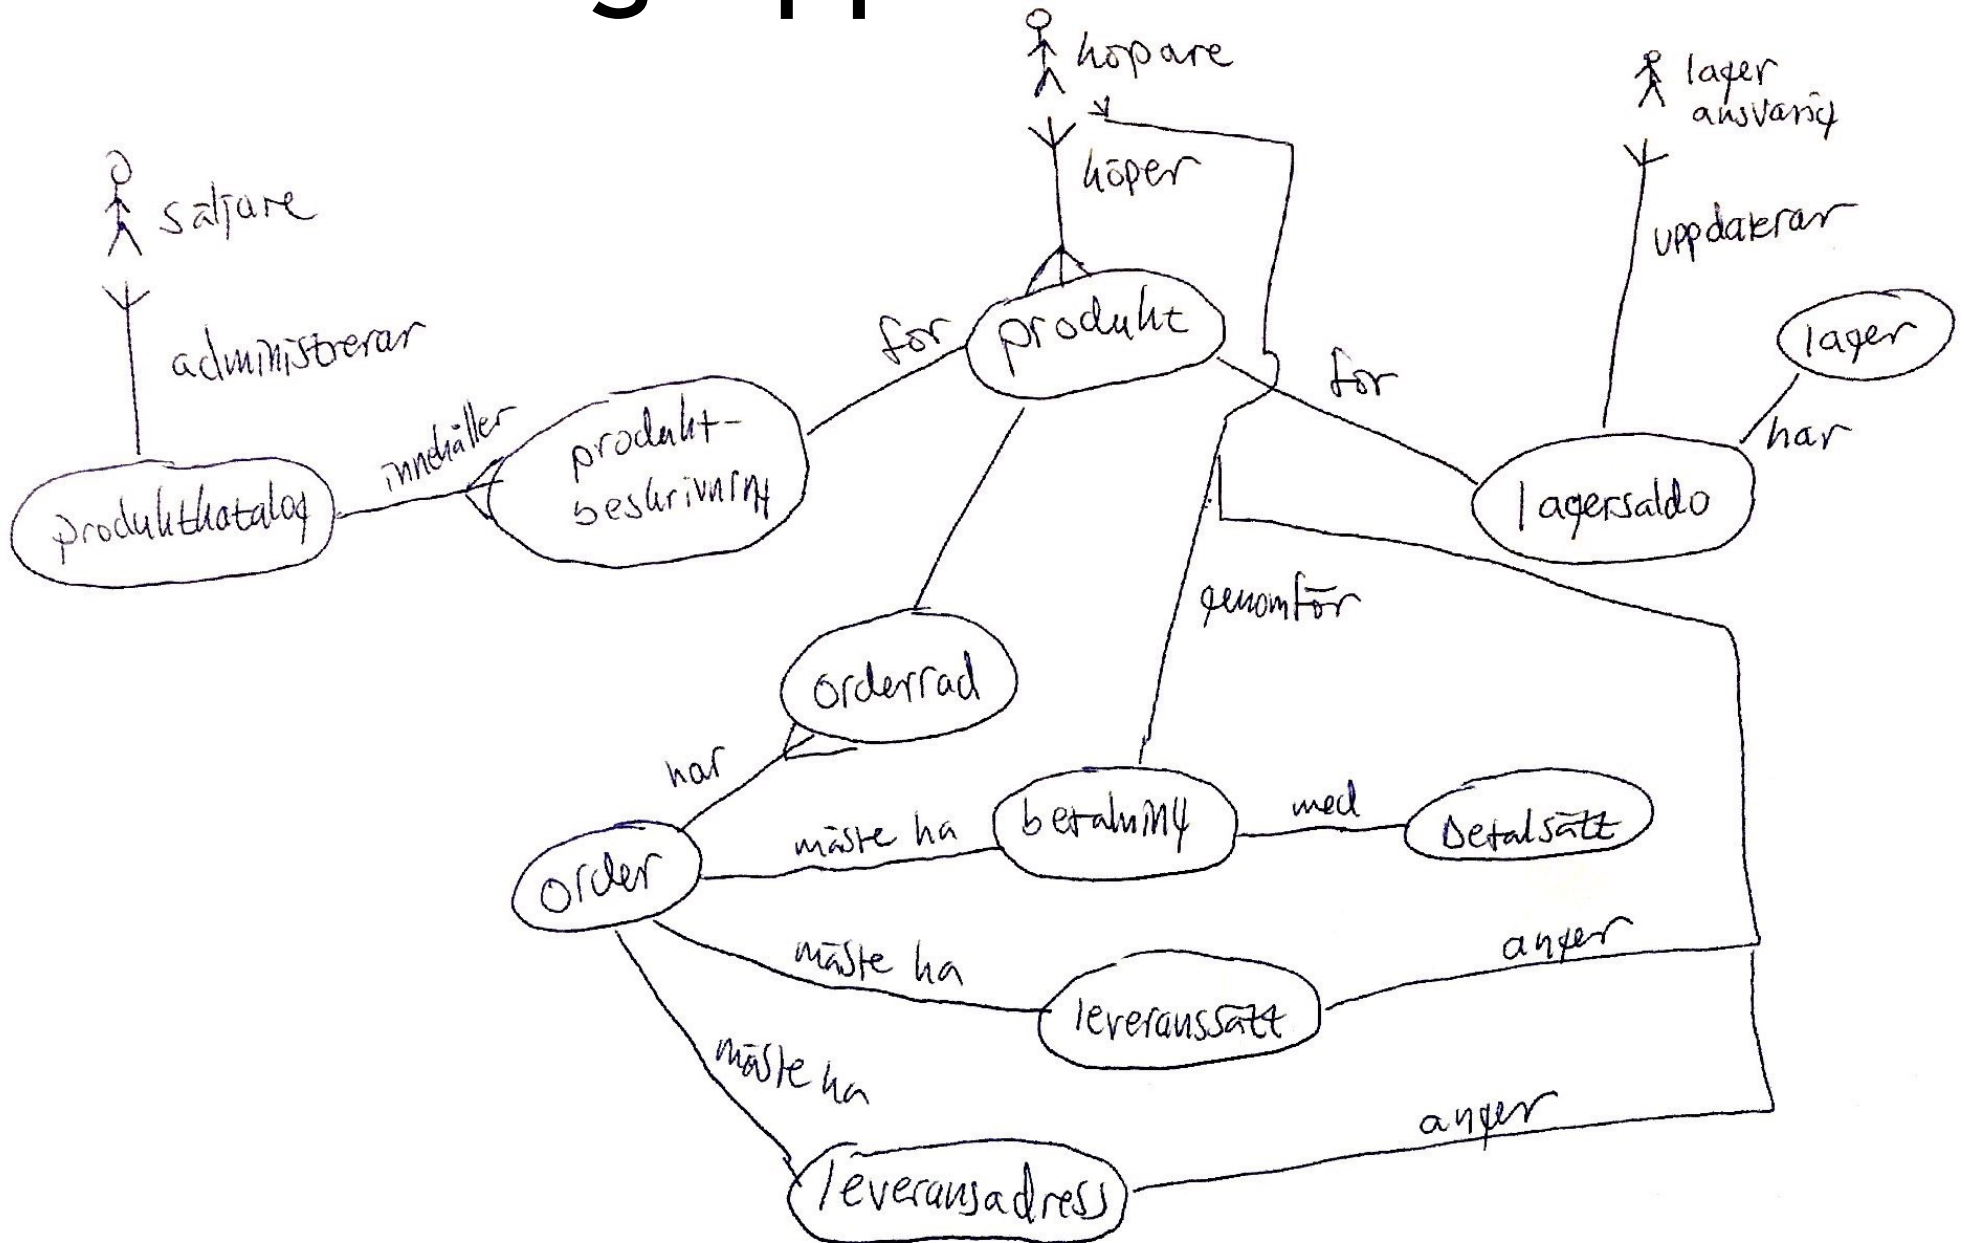 köpare
lager
ansvarig
säljare
köper
uppdaterar
administrerar
för
produkt
för
lager
har
innehåller
produkt-
beskrivning
produktkatalog
lagersaldo
genomför
orderrad
har
måste ha
betalning
med
betalsätt
order
måste ha
anger
leveranssätt
måste ha
anger
leveransadress